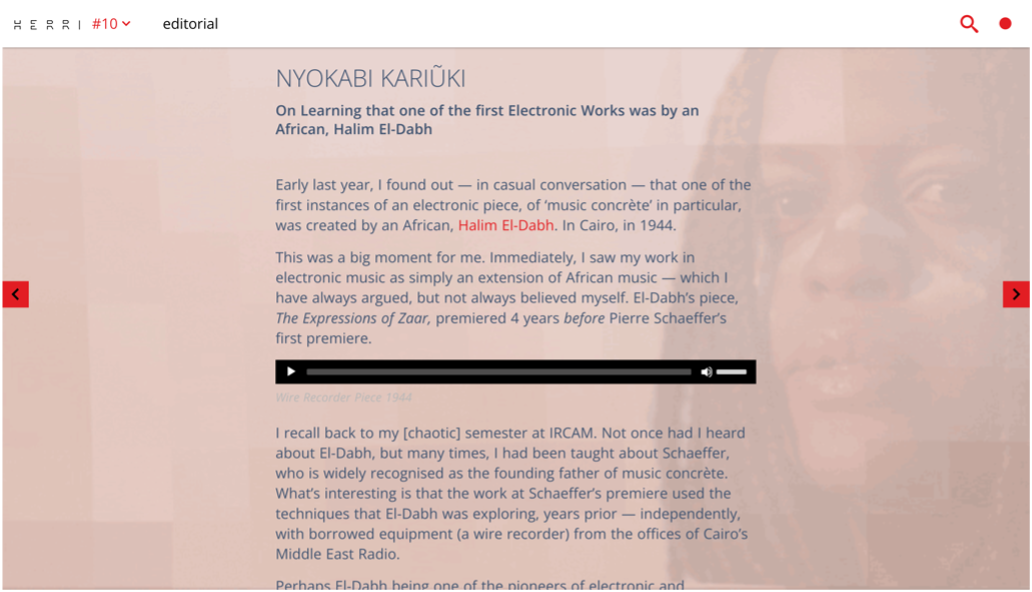 HERRI #10
editorial
NYOKABI KARIŨKI
On Learning that one of the first Electronic Works was by an
African, Halim El-Dabh
Early last year, I found out — in casual conversation — that one of the
first instances of an electronic piece, of ‘music concrète’ in particular,
was created by an African, Halim El-Dabh. In Cairo, in 1944.
This was a big moment for me. Immediately, I saw my work in
electronic music as simply an extension of African music — which I
have always argued, but not always believed myself. El-Dabh’s piece,
The Expressions of Zaar, premiered 4 years before Pierre Schaeffer’s
first premiere.
Wire Recorder Piece 1944
I recall back to my [chaotic] semester at IRCAM. Not once had I heard
about El-Dabh, but many times, I had been taught about Schaeffer,
who is widely recognised as the founding father of music concrète.
What’s interesting is that the work at Schaeffer’s premiere used the
techniques that El-Dabh was exploring, years prior — independently,
with borrowed equipment (a wire recorder) from the offices of Cairo’s
Middle East Radio.
Perhaps El-Dabh being one of the pioneers of electronic and